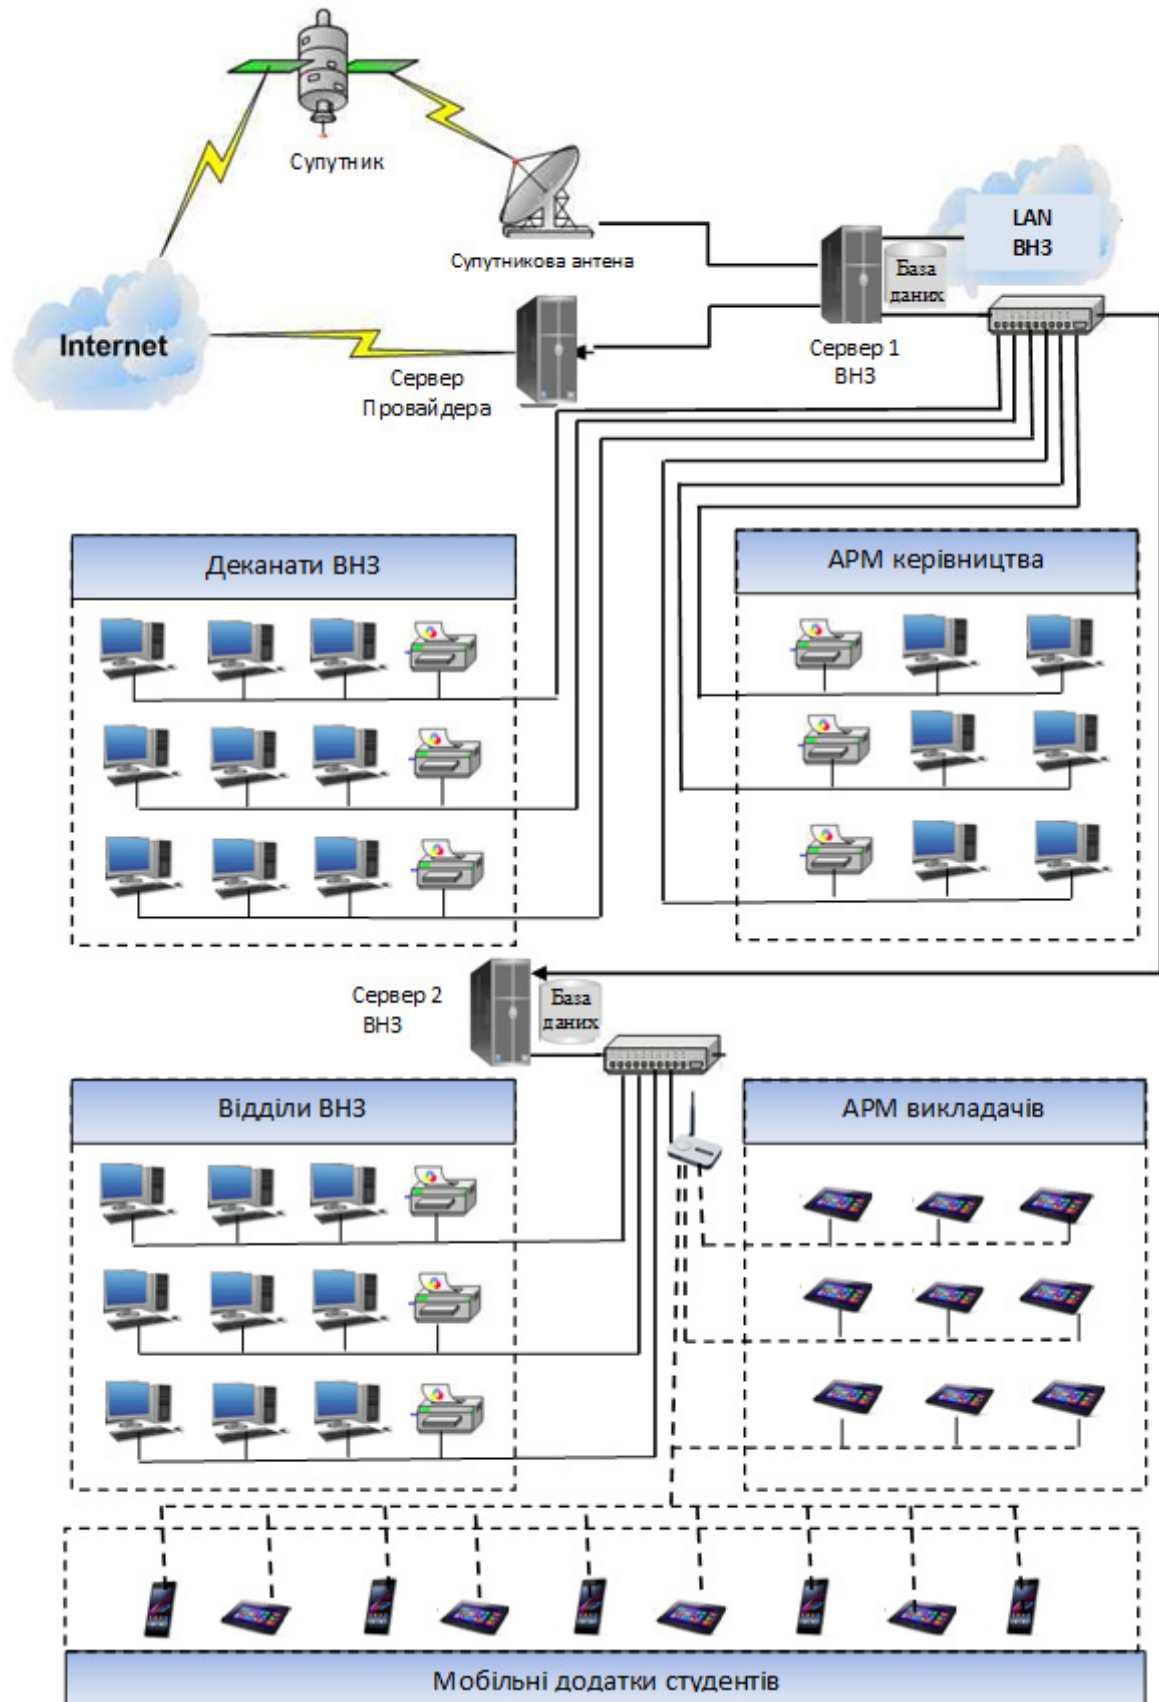 Супутник
LAN
ВНЗ
Супутникова антена
База
даних
Internet
Сервер 1
ВНЗ
Сервер
Провайдера
Деканати ВНЗ
АРМ керівництва
Сервер 2
ВНЗ
База
даних
Відділи ВНЗ
АРМ викладачів
Мобільні додатки студентів